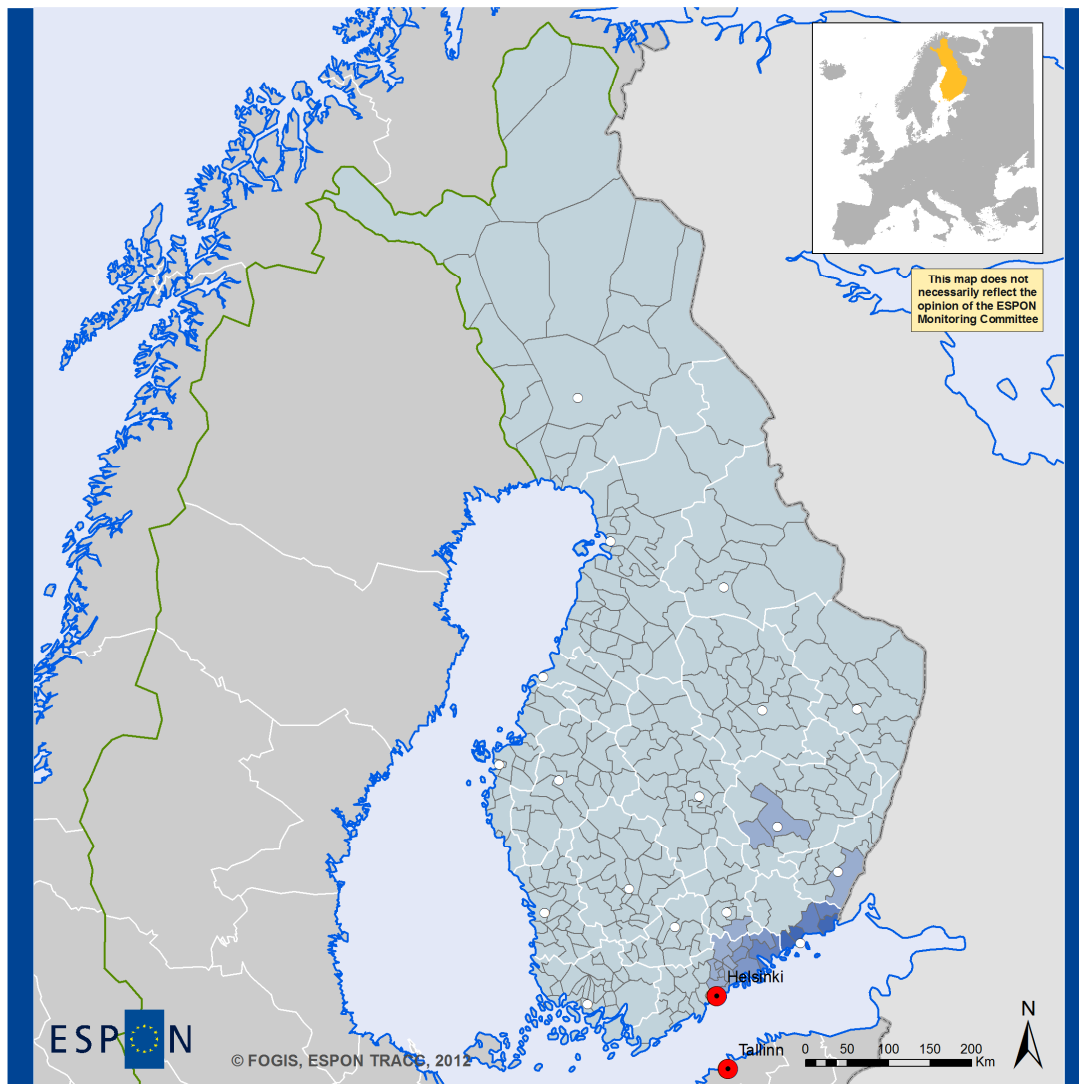 This map does not
necessarily reflect the
opinion of the ESPON
Monitoring Committee
Helsinki
Tallinn
N
0 50 100 150 200
Km
ESPON
© FOGIS, ESPON TRACC, 2012